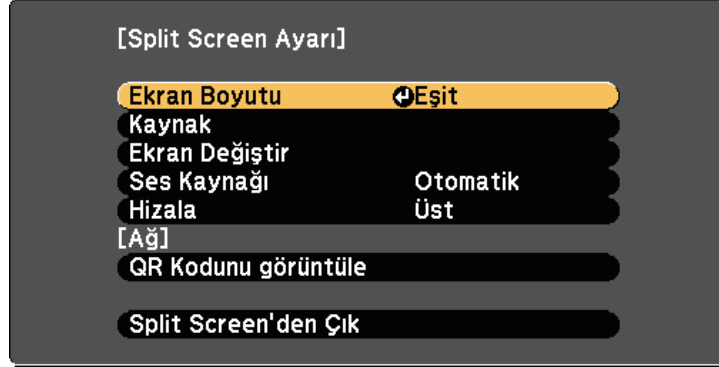 [Split Screen Ayarı]
Ekran Boyutu Eşit
Kaynak
Ekran Değiştir
Ses Kaynağı Otomatik
Hizala Üst
[Ağ]
QR Kodunu görüntüle
Split Screen'den Çık